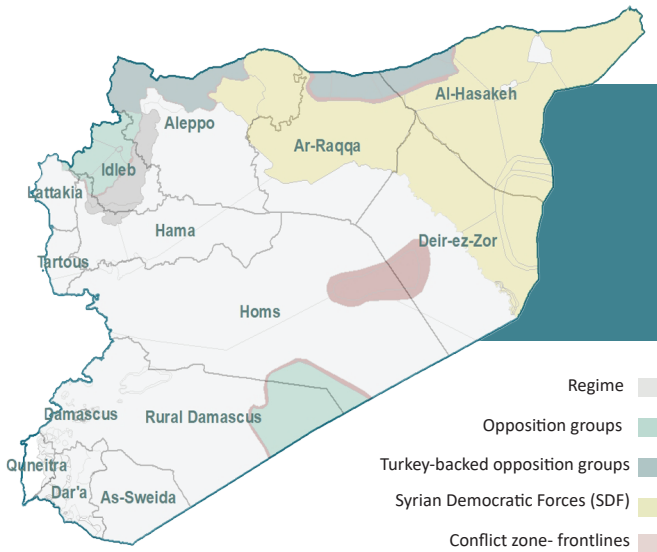 Al-Hasakeh
Aleppo
Ar-Raqqa
Idleb
Lattakia
Hama
Deir-ez-Zor
Tartous
Homs
Regime
Damascus
Rural Damascus
Opposition groups
Quneitra
Turkey-backed opposition groups
Dar'a
As-Sweida
Syrian Democratic Forces (SDF)
Conflict zone- frontlines